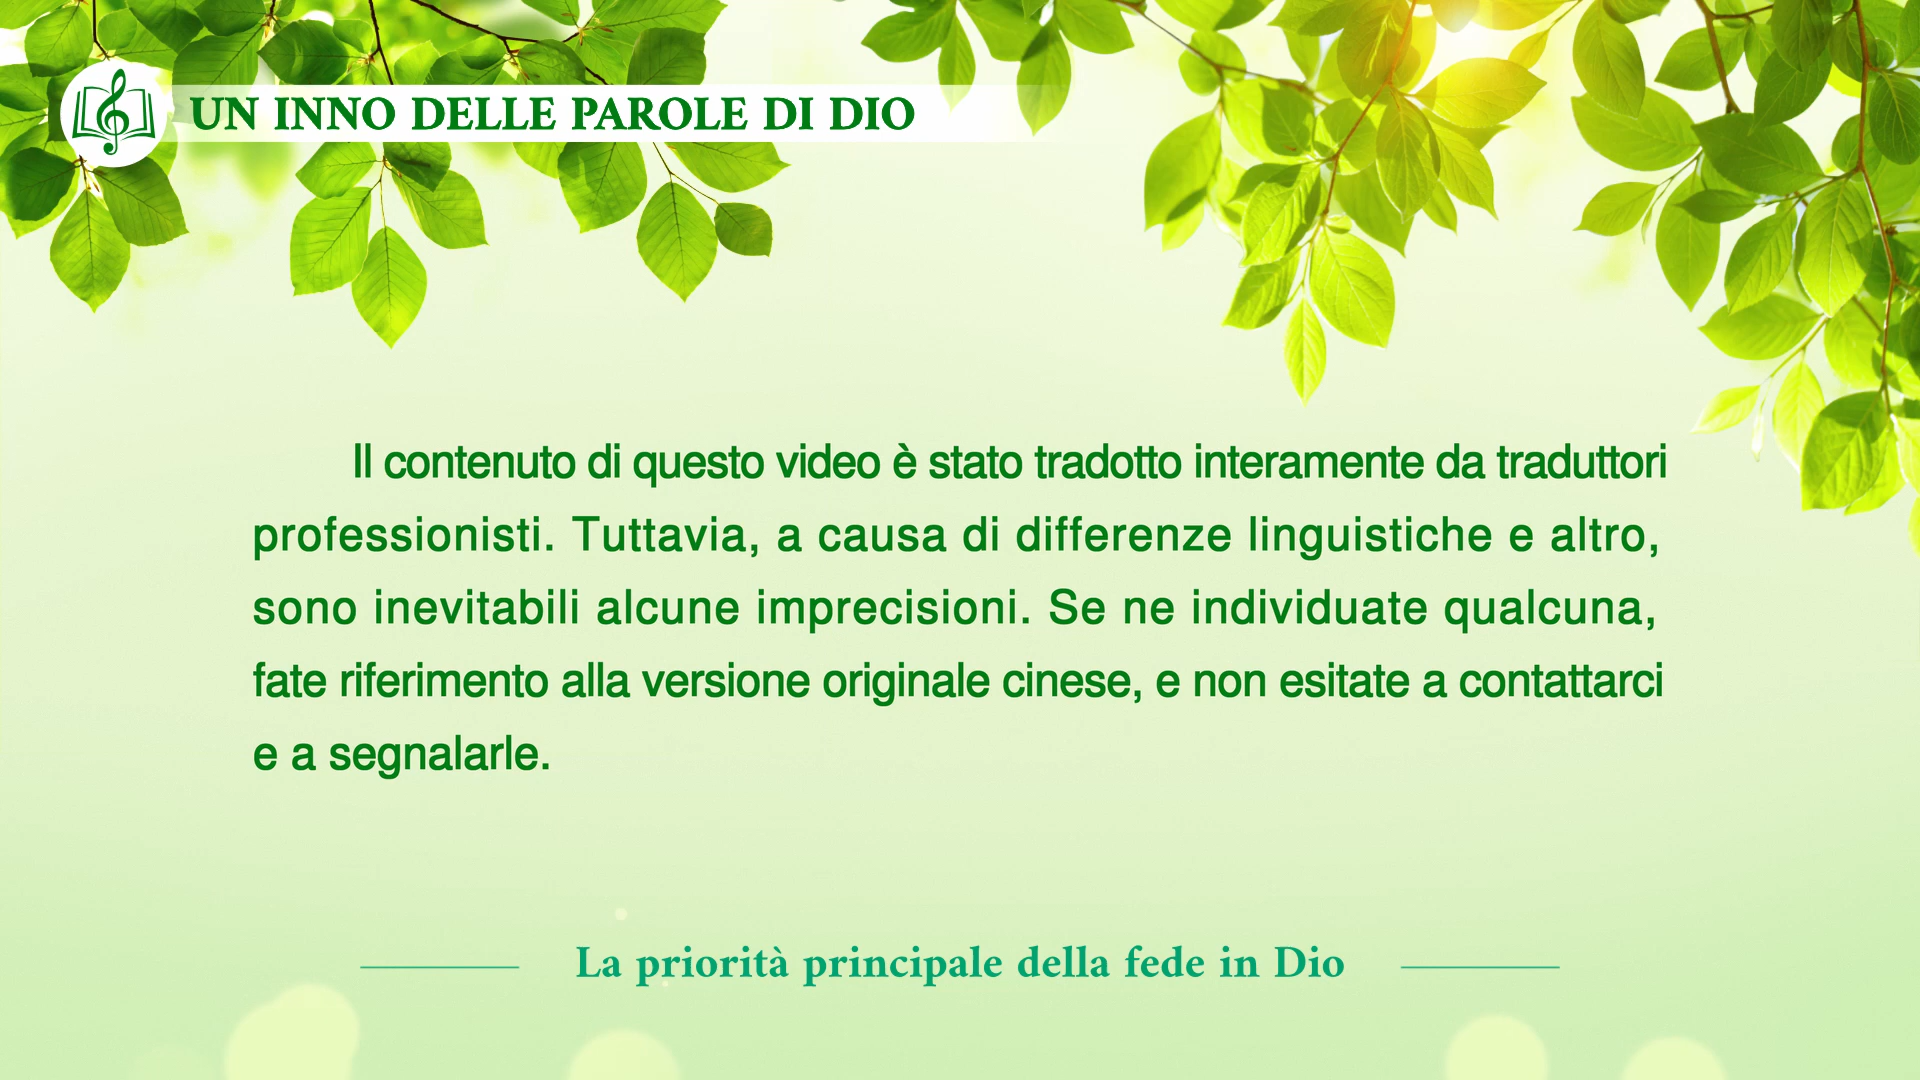 UN INNO DELLE PAROLE DI DIO
Il contenuto di questo video è stato tradotto interamente da traduttori
professionisti. Tuttavia, a causa di differenze linguistiche e altro,
sono inevitabili alcune imprecisioni. Se ne individuate qualcuna,
fate riferimento alla versione originale cinese, e non esitate a contattarci
e a segnalarle.
La priorità principale della fede in Dio